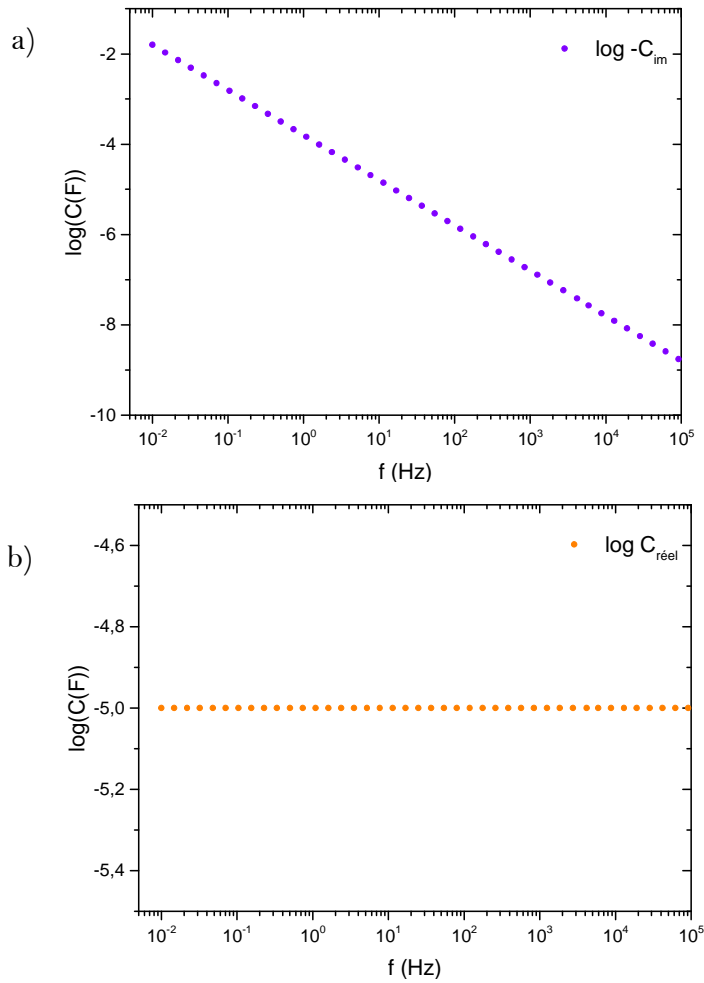 a)
log -C_im
log(C(F))
-2
-4
-6
-8
-10
10^-2 10^-1 10^0 10^1 10^2 10^3 10^4 10^5
f (Hz)
b)
log C_réel
log(C(F))
-4,6
-4,8
-5,0
-5,2
-5,4
10^-2 10^-1 10^0 10^1 10^2 10^3 10^4 10^5
f (Hz)